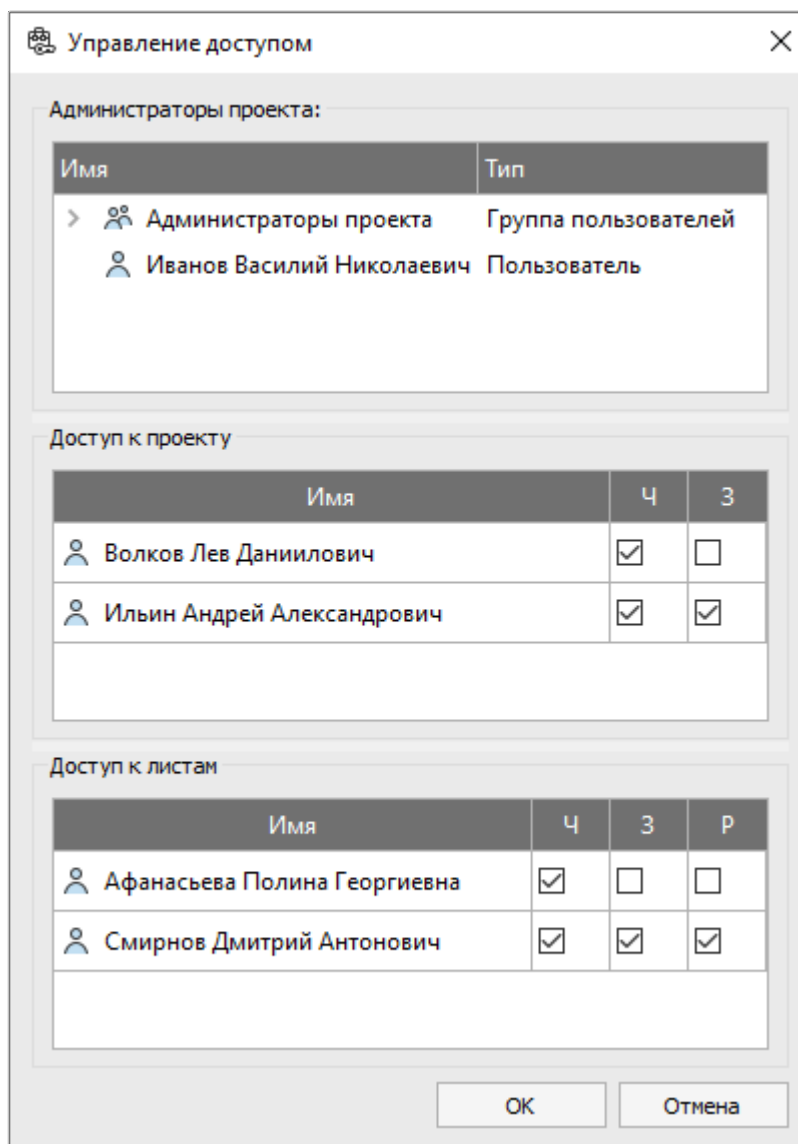 Управление доступом
Администраторы проекта:
Имя Тип
Администраторы проекта Группа пользователей
Иванов Василий Николаевич Пользователь
Доступ к проекту
Имя Ч З
Волков Лев Даниилович
Ильин Андрей Александрович
Доступ к листам
Имя Ч З Р
Афанасьева Полина Георгиевна
Смирнов Дмитрий Антонович
ОК Отмена